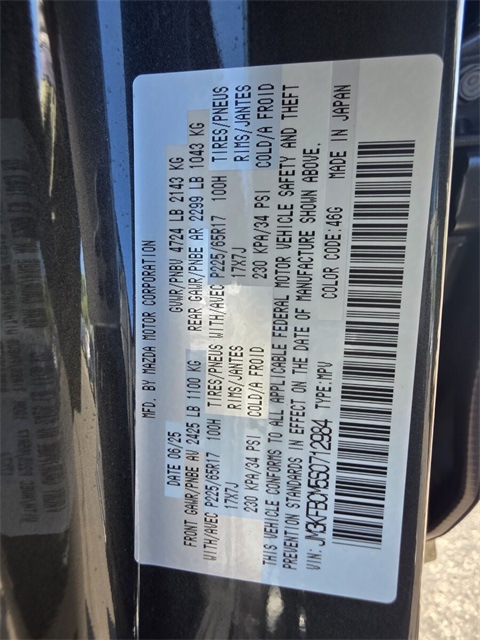 MFD. BY MAZDA MOTOR CORPORATION
DATE 06/25 GVWR/PNBV 4724 LB 2143 KG
FRONT GAWR/PNBE AV 2425 LB 1100 KG REAR GAWR/PNBE AR 2299 LB 1043 KG
WITH/AVEC P225/65R17 100H TIRES/PNEUS WITH/AVEC P225/65R17 100H TIRES/PNEUS
17X7J RIMS/JANTES 17X7J RIMS/JANTES
230 KPA/34 PSI COLD/A FROID 230 KPA/34 PSI COLD/A FROID
THIS VEHICLE CONFORMS TO ALL APPLICABLE FEDERAL MOTOR VEHICLE SAFETY AND THEFT
PREVENTION STANDARDS IN EFFECT ON THE DATE OF MANUFACTURE SHOWN ABOVE.
VIN: JM3KFBCM5S0712984 TYPE:MPV COLOR CODE:46G MADE IN JAPAN